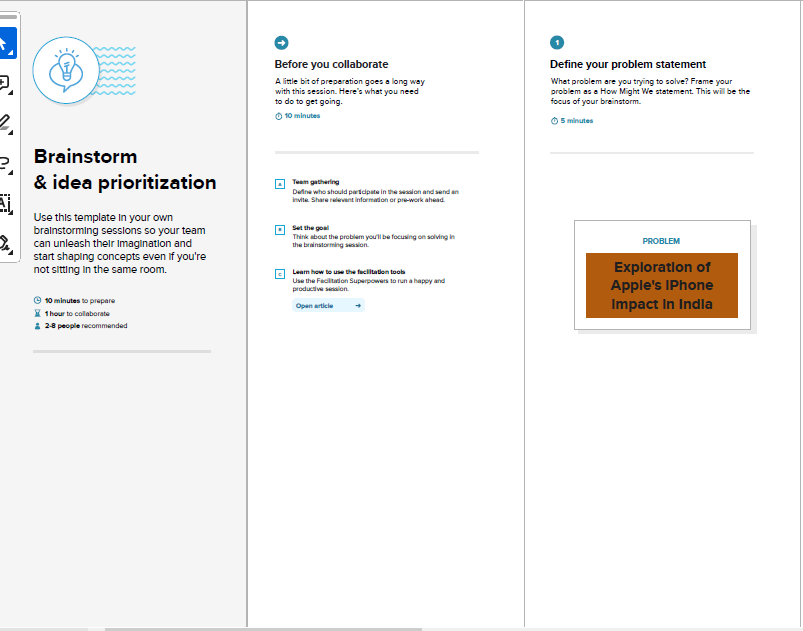 Brainstorm
& idea prioritization
Use this template in your own
brainstorming sessions so your team
can unleash their imagination and
start shaping concepts even if you're
not sitting in the same room.
10 minutes to prepare
1 hour to collaborate
2-8 people recommended
Before you collaborate
A little bit of preparation goes a long way
with this session. Here's what you need
to do to get going.
10 minutes
A
Team gathering
Define who should participate in the session and send an
invite. Share relevant information or pre-work ahead.
B
Set the goal
Think about the problem you'll be focusing on solving in
the brainstorming session.
C
Learn how to use the facilitation tools
Use the Facilitation Superpowers to run a happy and
productive session.
Open article
1
Define your problem statement
What problem are you trying to solve? Frame your
problem as a How Might We statement. This will be the
focus of your brainstorm.
5 minutes
PROBLEM
Exploration of
Apple's iPhone
Impact in India